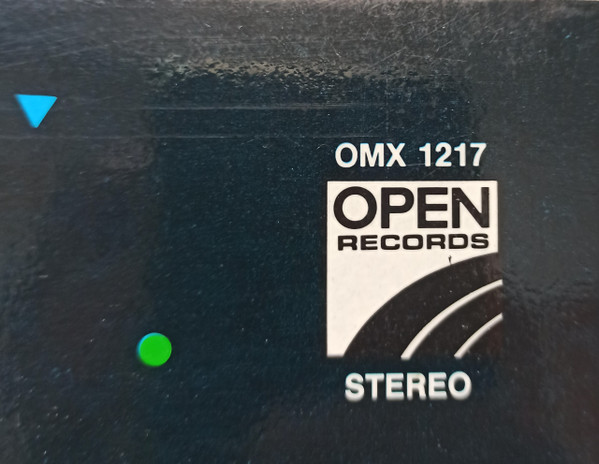 OMX 1217
OPEN
RECORDS
STEREO